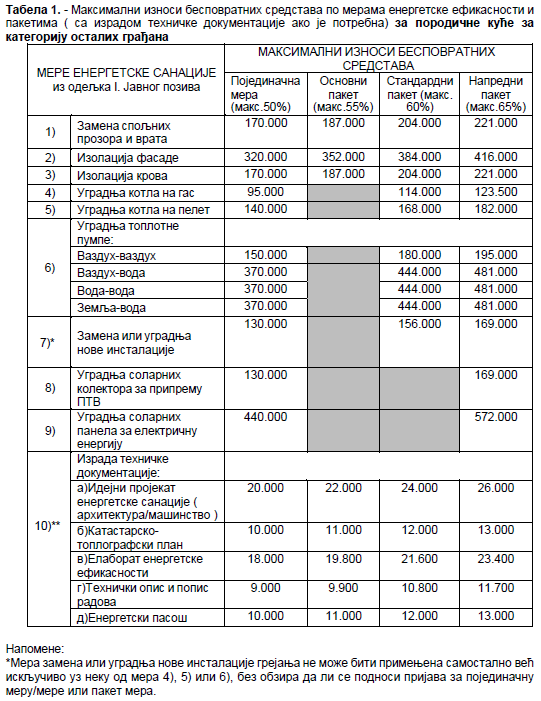 Табела 1. - Максимални износи бесповратних средстава по мерама енергетске ефикасности и
пакетима ( са израдом техничке документације ако је потребна) за породичне куће за
категорију осталих грађана
МЕРЕ ЕНЕРГЕТСКЕ САНАЦИЈЕ
из одељка I. Јавног позива
МАКСИМАЛНИ ИЗНОСИ БЕСПОВРАТНИХ
СРЕДСТАВА
Појединачна
мера
(макс.50%)
Основни
пакет
(макс.55%)
Стандардни
пакет (макс.
60%)
Напредни
пакет
(макс.65%)
1)
Замена спољних
прозора и врата
170.000 187.000 204.000 221.000
2) Изолација фасаде 320.000 352.000 384.000 416.000
3) Изолација крова 170.000 187.000 204.000 221.000
4) Уградња котла на гас 95.000 114.000 123.500
5) Уградња котла на пелет 140.000 168.000 182.000
6)
Уградња топлотне
пумпе:
Ваздух-ваздух 150.000 180.000 195.000
Ваздух-вода 370.000 444.000 481.000
Вода-вода 370.000 444.000 481.000
Земља-вода 370.000 444.000 481.000
7)*
Замена или уградња
нове инсталације
130.000 156.000 169.000
8)
Уградња соларних
колектора за припрему
ПТВ
130.000 169.000
9)
Уградња соларних
панела за електричну
енергију
440.000 572.000
10)**
Израда техничке
документације:
а)Идејни пројекат
енергетске санације (
архитектура/машинство )
20.000 22.000 24.000 26.000
б)Катастарско-
топлографски план
10.000 11.000 12.000 13.000
в)Елаборат енергетске
ефикасности
18.000 19.800 21.600 23.400
г)Технички опис и попис
радова
9.000 9.900 10.800 11.700
д)Енергетски пасош 10.000 11.000 12.000 13.000
Напомене:
*Мера замена или уградња нове инсталације грејања не може бити примењена самостално већ
искључиво уз неку од мера 4), 5) или 6), без обзира да ли се подноси пријава за појединачну
меру/мере или пакет мера.